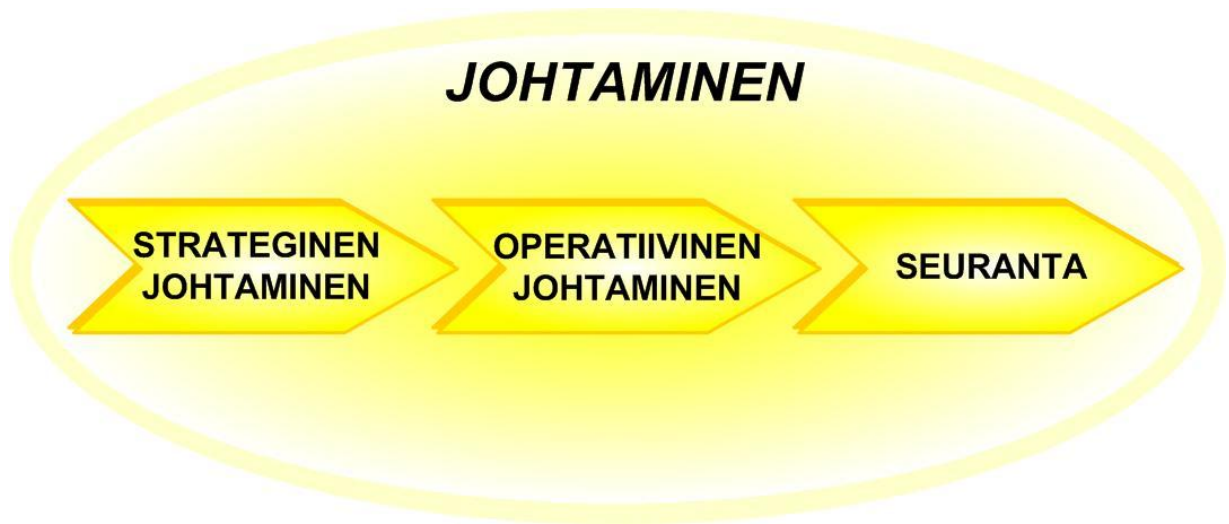 JOHTAMINEN
STRATEGINEN
JOHTAMINEN
OPERATIIVINEN
JOHTAMINEN
SEURANTA